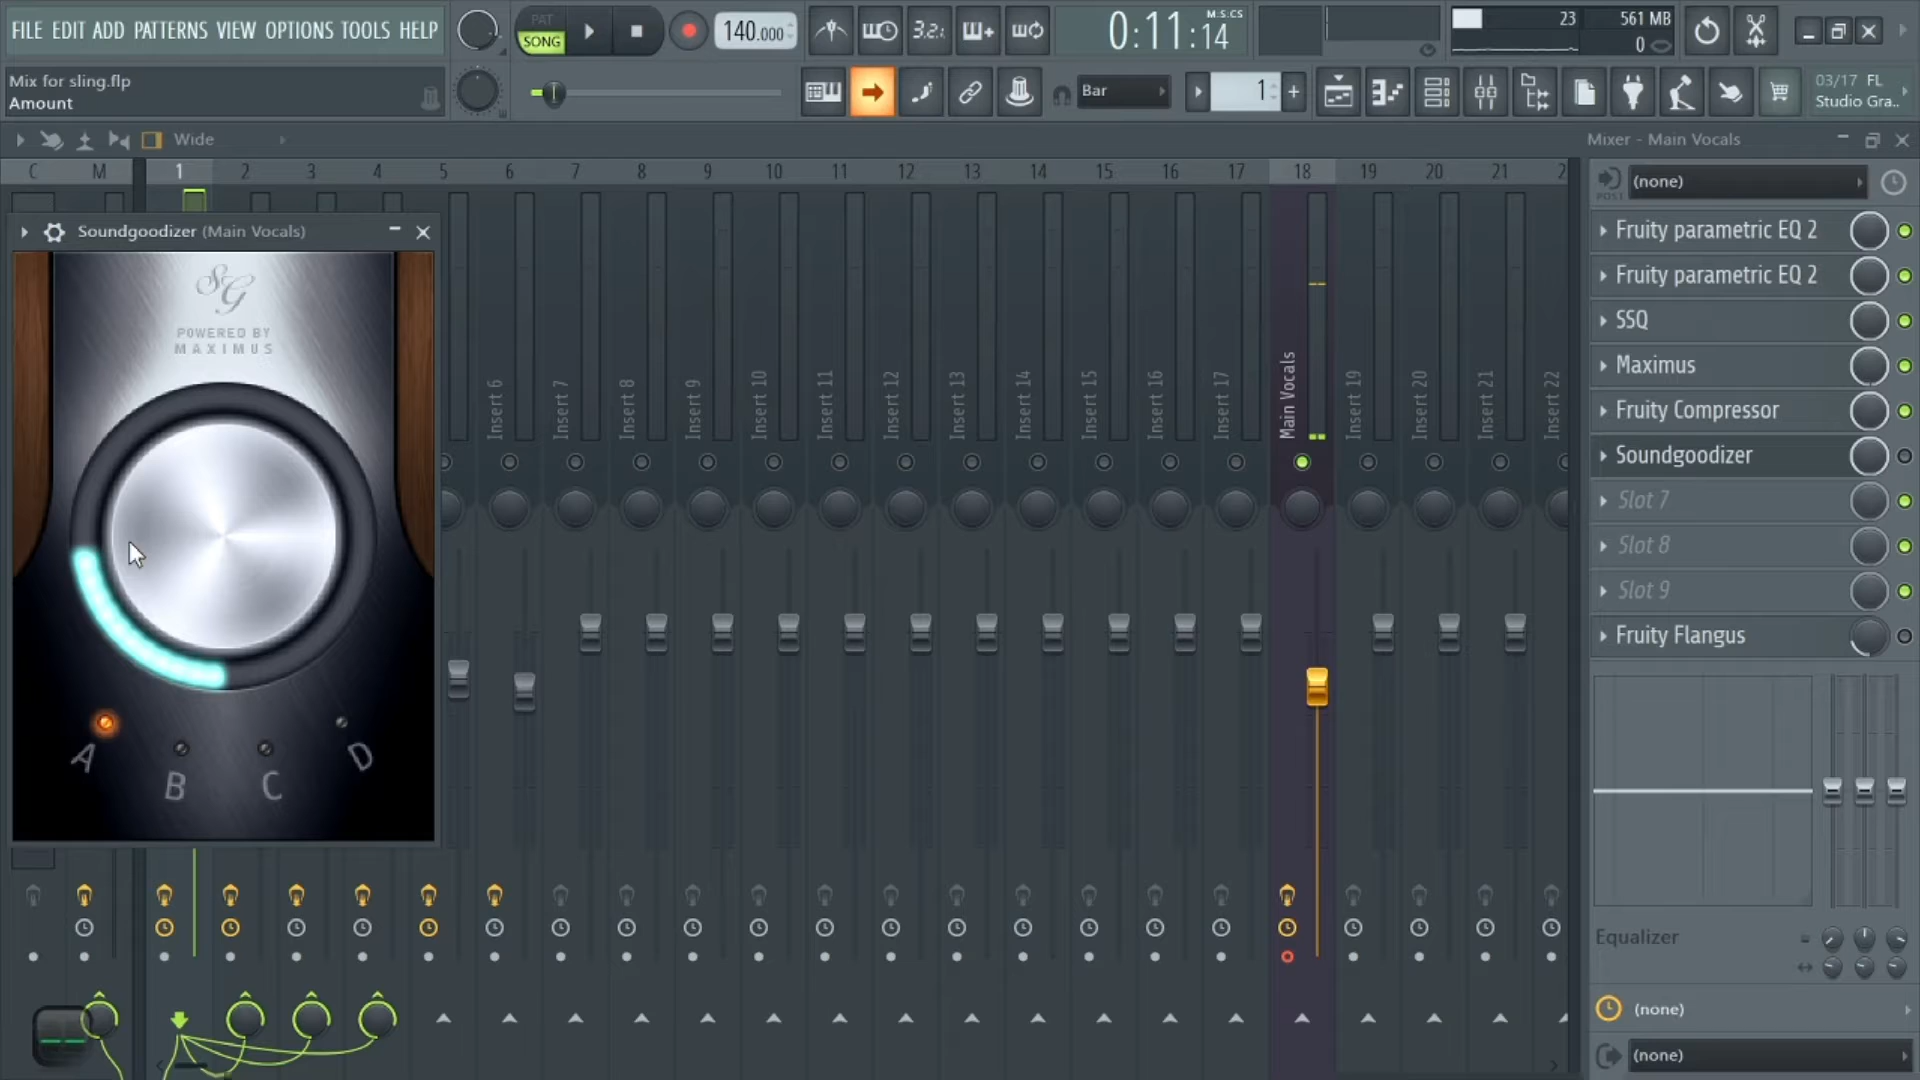 FILE EDIT ADD PATTERNS VIEW OPTIONS TOOLS HELP
PAT
SONG
140.000
3.2.
0:11:14
M:S:CS
23
561 MB
0
Mix for sling.flp
Amount
Bar
1
03/17 FL
Studio Gra..
Wide
Mixer - Main Vocals
C M 1 2 3 4 5 6 7 8 9 10 11 12 13 14 15 16 17 18 19 20 21 2
POST
(none)
Soundgoodizer (Main Vocals)
SG
POWERED BY
MAXIMUS
A
B
C
D
Insert 6
Insert 7
Insert 8
Insert 9
Insert 10
Insert 11
Insert 12
Insert 13
Insert 14
Insert 15
Insert 16
Insert 17
Main Vocals
Insert 19
Insert 20
Insert 21
Insert 22
Fruity parametric EQ 2
Fruity parametric EQ 2
SSQ
Maximus
Fruity Compressor
Soundgoodizer
Slot 7
Slot 8
Slot 9
Fruity Flangus
Equalizer
(none)
(none)